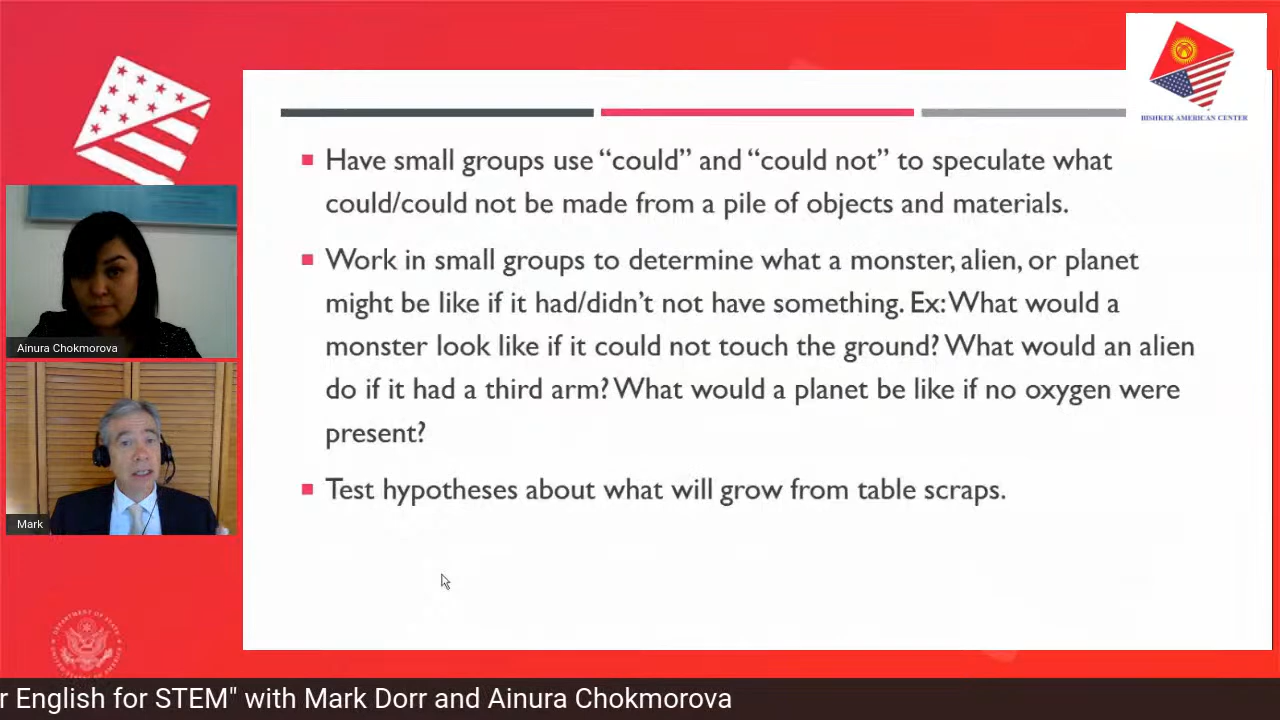 BISHKEK AMERICAN CENTER
Have small groups use “could” and “could not” to speculate what
could/could not be made from a pile of objects and materials.
Work in small groups to determine what a monster, alien, or planet
might be like if it had/didn’t not have something. Ex: What would a
monster look like if it could not touch the ground? What would an alien
do if it had a third arm? What would a planet be like if no oxygen were
present?
Test hypotheses about what will grow from table scraps.
Ainura Chokmorova
Mark
r English for STEM" with Mark Dorr and Ainura Chokmorova